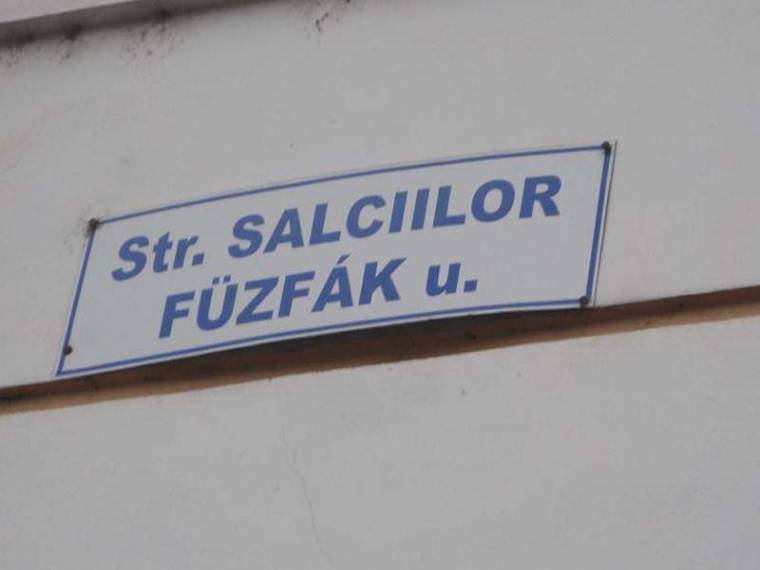 Str. SALCIILOR
FÜZFÁK u.